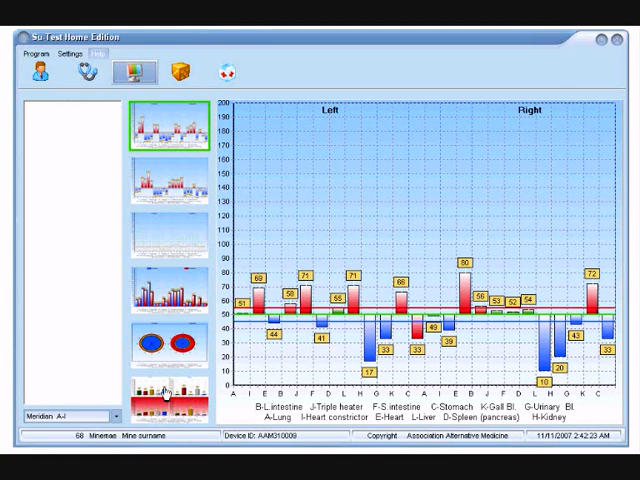 Su-Test Home Edition
Program Settings Help
Left Right
200
190
180
170
160
150
140
130
120
110
100
90
80
70
60
50
40
30
20
10
0
51 69 44 58 71 41 55 71 17 33 66 33 49 39 80 56 53 52 54 10 20 43 72 33
A I E B J F L H G K C A I E B J F K D L H G C
B-L.intestine J-Triple heater F-S.intestine C-Stomach K-Gall Bl. G-Urinary Bl.
A-Lung I-Heart constrictor E-Heart L-Liver D-Spleen (pancreas) H-Kidney
Meridian A-I
68 Minemae Mine surname Device ID: AAM310009 Copyright Association Alternative Medicine 11/11/2007 2:42:23 AM